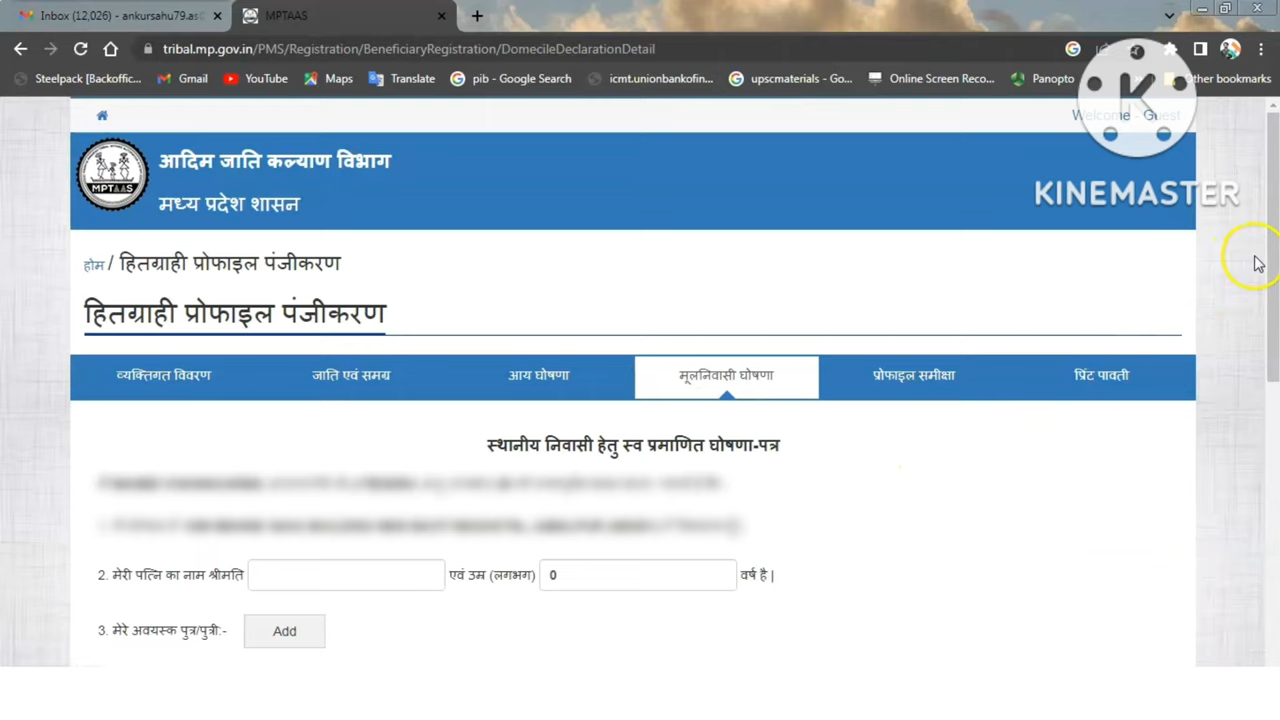 Inbox (12,026) - ankursahu79.as
MPTAAS
tribal.mp.gov.in/PMS/Registration/BeneficiaryRegistration/DomecileDeclarationDetail
Steelpack [Backoffic... Gmail YouTube Maps Translate pib - Google Search icmt.unionbankofin... upscmaterials - Go... Online Screen Reco... Panopto Other bookmarks
Welcome - Guest
आदिम जाति कल्याण विभाग
MPTAAS
मध्य प्रदेश शासन
K
KINEMASTER
होम / हितग्राही प्रोफाइल पंजीकरण
हितग्राही प्रोफाइल पंजीकरण
व्यक्तिगत विवरण जाति एवं समग्र आय घोषणा मूलनिवासी घोषणा प्रोफाइल समीक्षा प्रिंट पावती
स्थानीय निवासी हेतु स्व प्रमाणित घोषणा-पत्र
2. मेरी पत्नि का नाम श्रीमति एवं उम्र (लगभग) 0 वर्ष है |
3. मेरे अवयस्क पुत्र/पुत्री:- Add